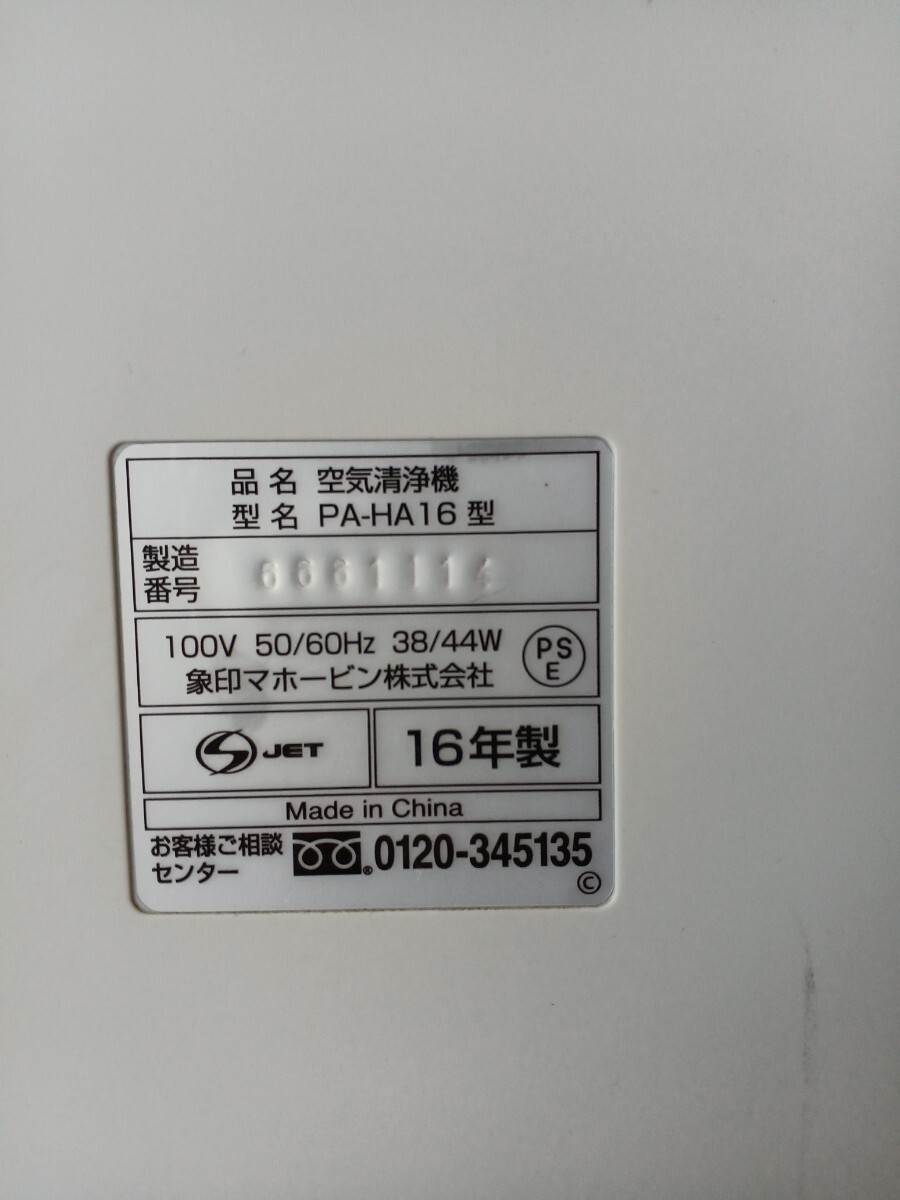 品名 空気清浄機
型名 PA-HA16 型
製造
番号
6661114
100V 50/60Hz 38/44W
象印マホービン株式会社
PS
E
S JET
16年製
Made in China
お客様ご相談
センター
0120-345135
©